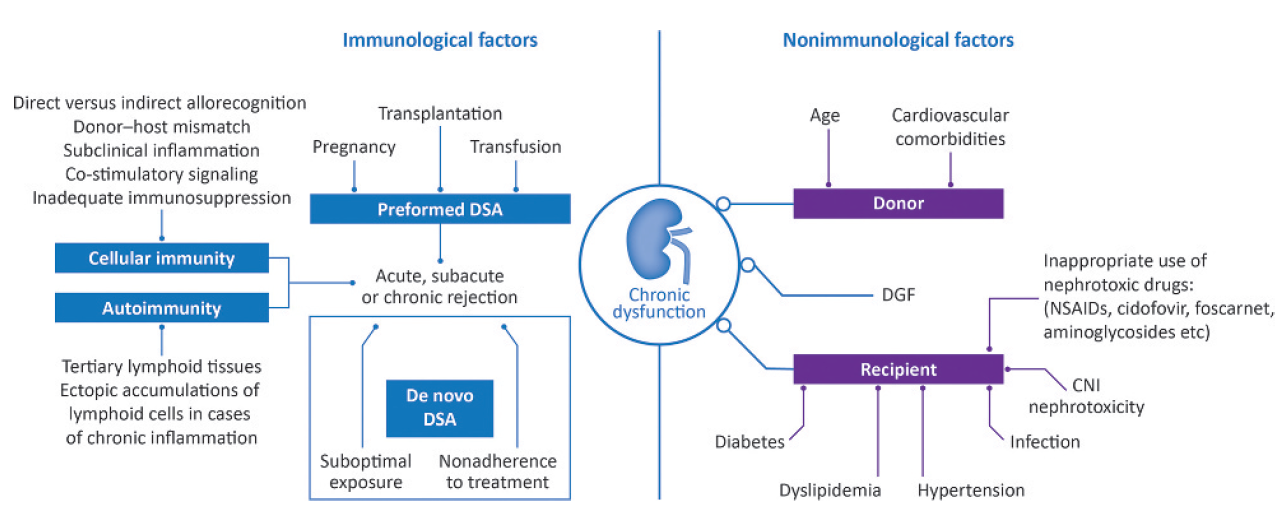 Immunological factors
Nonimmunological factors
Direct versus indirect allorecognition
Donor–host mismatch
Subclinical inflammation
Co-stimulatory signaling
Inadequate immunosuppression
Cellular immunity
Autoimmunity
Tertiary lymphoid tissues
Ectopic accumulations of
lymphoid cells in cases
of chronic inflammation
Transplantation
Pregnancy
Transfusion
Preformed DSA
Acute, subacute
or chronic rejection
De novo
DSA
Suboptimal
exposure
Nonadherence
to treatment
Chronic
dysfunction
Age
Cardiovascular
comorbidities
Donor
DGF
Inappropriate use of
nephrotoxic drugs:
(NSAIDs, cidofovir, foscarnet,
aminoglycosides etc)
Recipient
CNI
nephrotoxicity
Diabetes
Infection
Dyslipidemia
Hypertension